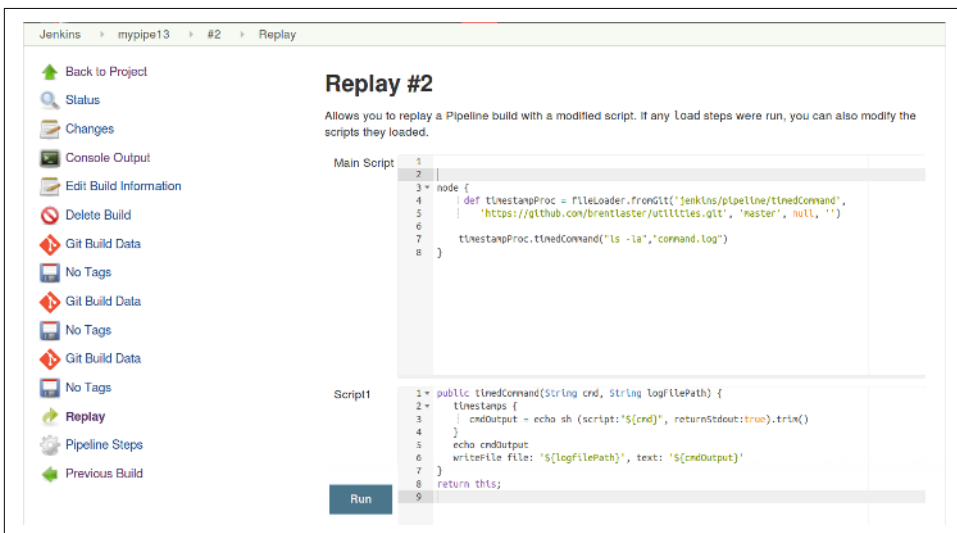 Jenkins › mypipe13 › #2 › Replay
Back to Project
Status
Changes
Console Output
Edit Build Information
Delete Build
Git Build Data
No Tags
Git Build Data
No Tags
Git Build Data
No Tags
Replay
Pipeline Steps
Previous Build
Replay #2
Allows you to replay a Pipeline build with a modified script. If any load steps were run, you can also modify the
scripts they loaded.
Main Script
1
2
3 node {
4 def timestampProc = fileLoader.fromGit('jenkins/pipeline/timedCommand',
5 'https://github.com/brentlaster/utilities.git', 'master', null, '')
6
7 timestampProc.timedCommand("ls -la","command.log")
8 }
Script1
1 public timedCommand(String cmd, String logFilePath) {
2 timestamps {
3 cmdOutput = echo sh (script:"${cmd}", returnStdout:true).trim()
4 }
5 echo cmdOutput
6 writeFile file: '${logfilePath}', text: '${cmdOutput}'
7 }
8 return this;
9
Run